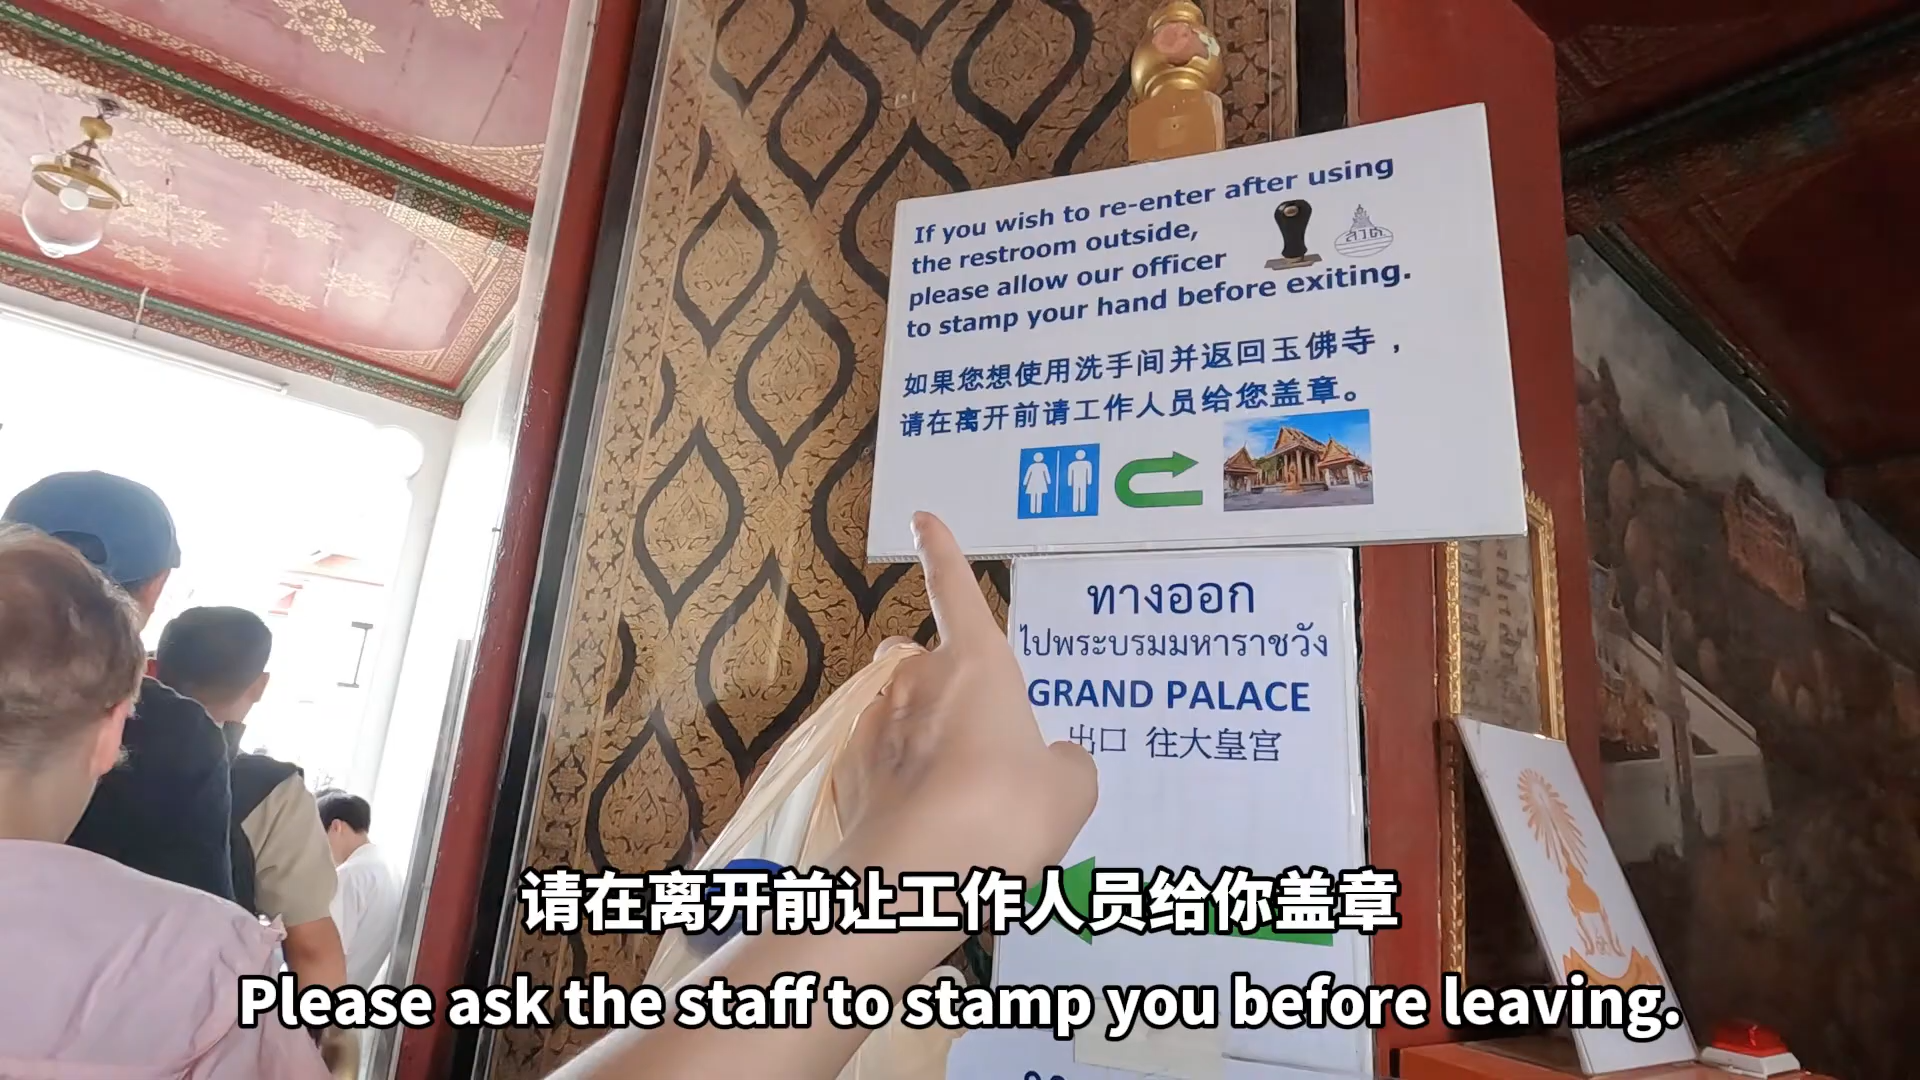 If you wish to re-enter after using
the restroom outside,
please allow our officer
to stamp your hand before exiting.
สวต
如果您想使用洗手间并返回玉佛寺，
请在离开前请工作人员给您盖章。
ทางออก
ไปพระบรมมหาราชวัง
GRAND PALACE
出口 往大皇宫
请在离开前让工作人员给你盖章
Please ask the staff to stamp you before leaving.